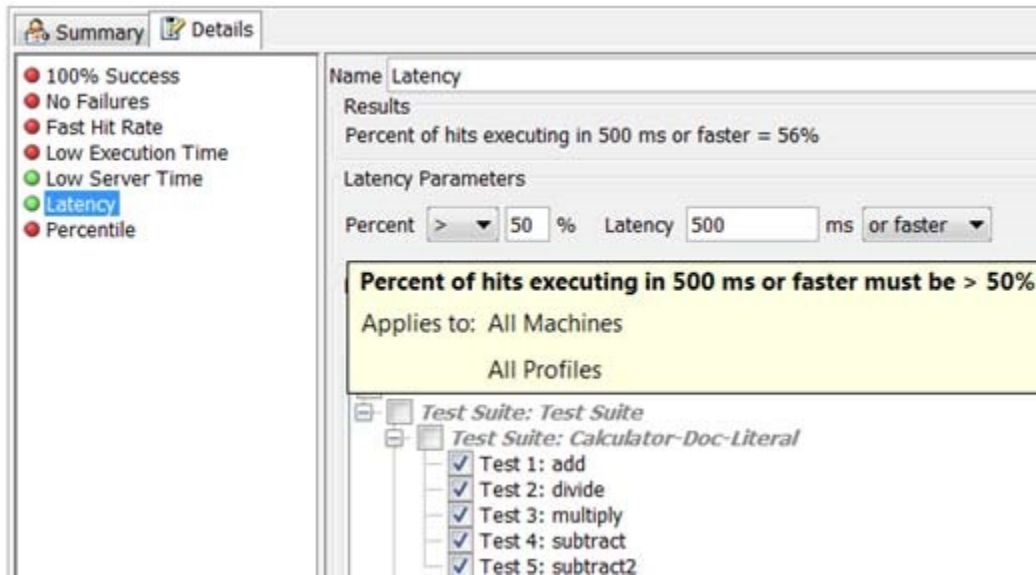 Summary Details
100% Success
No Failures
Fast Hit Rate
Low Execution Time
Low Server Time
Latency
Percentile
Name Latency
Results
Percent of hits executing in 500 ms or faster = 56%
Latency Parameters
Percent > 50 % Latency 500 ms or faster
Percent of hits executing in 500 ms or faster must be > 50%
Applies to: All Machines
All Profiles
Test Suite: Test Suite
Test Suite: Calculator-Doc-Literal
Test 1: add
Test 2: divide
Test 3: multiply
Test 4: subtract
Test 5: subtract2